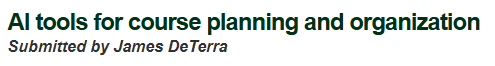 AI tools for course planning and organization
Submitted by James DeTerra